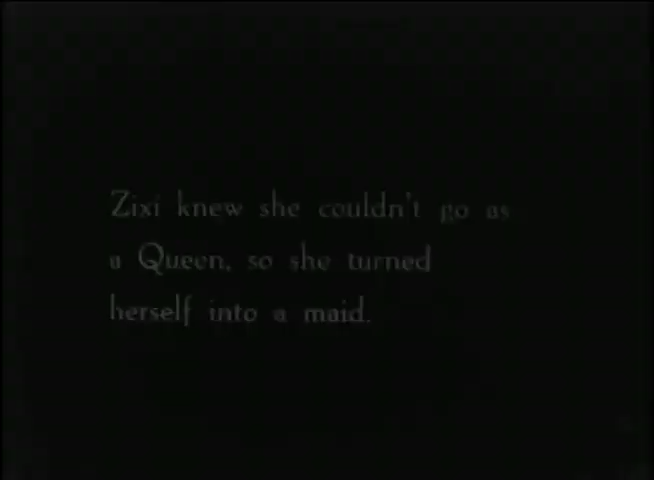 Zixi knew she couldn't go as
a Queen, so she turned
herself into a maid.